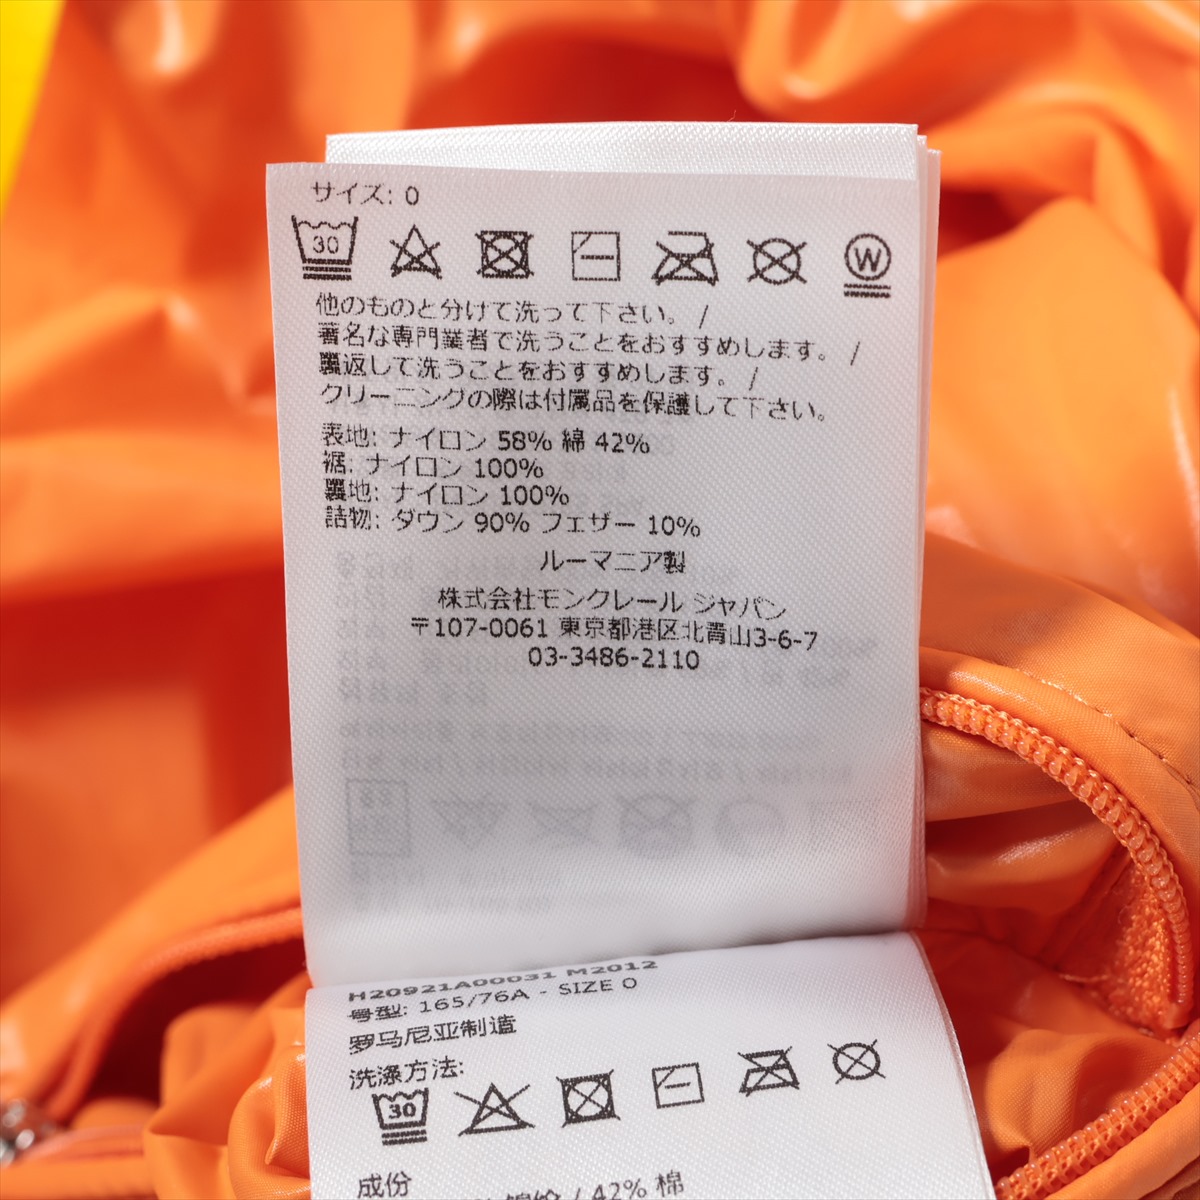 サイズ: 0
30
W
他のものと分けて洗って下さい。 /
著名な専門業者で洗うことをおすすめします。 /
裏返して洗うことをおすすめします。 /
クリーニングの際は付属品を保護して下さい。
表地: ナイロン 58% 綿 42%
裾: ナイロン 100%
裏地: ナイロン 100%
詰物: ダウン 90% フェザー 10%
ルーマニア製
株式会社モンクレール ジャパン
〒107-0061 東京都港区北青山3-6-7
03-3486-2110
H20921A00031 M2012
号型: 165/76A - SIZE 0
罗马尼亚制造
洗涤方法:
30
成份
/ 42% 棉